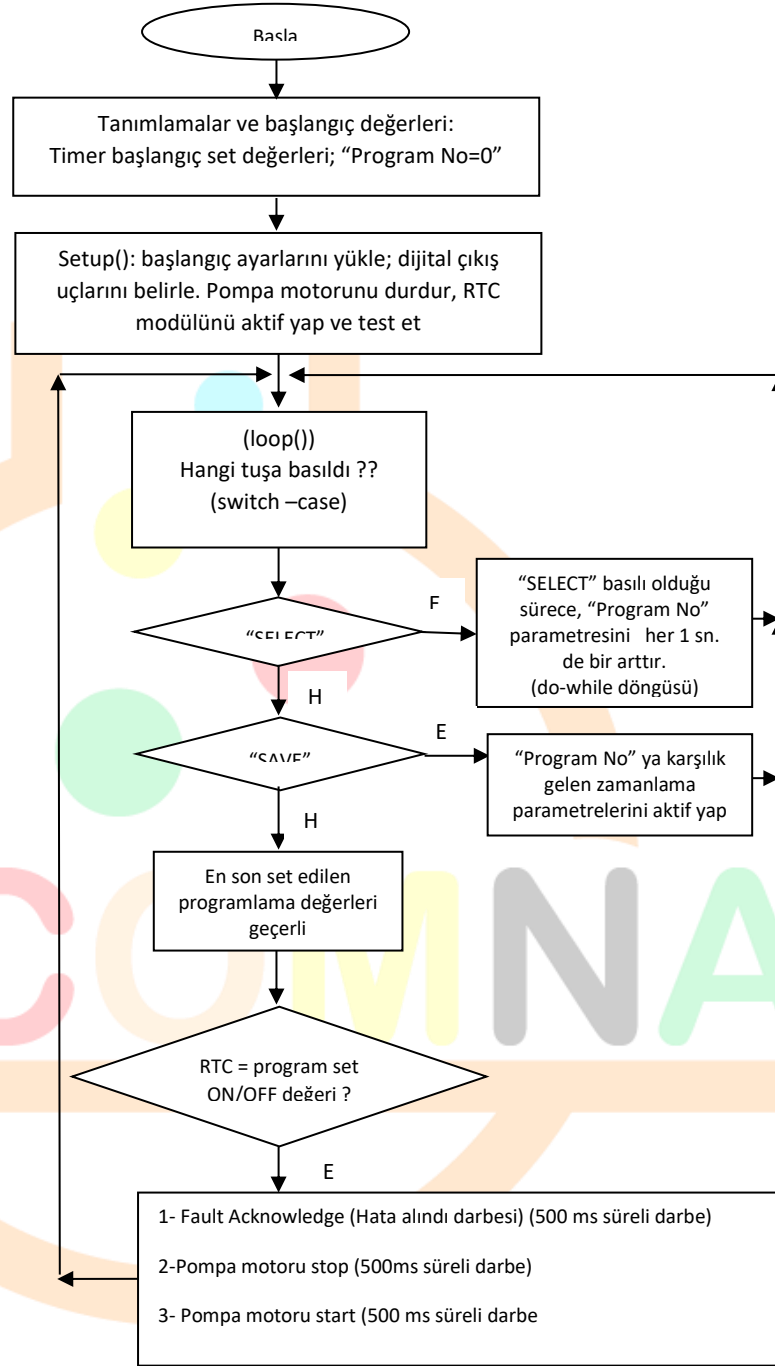 Başla
Tanımlamalar ve başlangıç değerleri:
Timer başlangıç set değerleri; “Program No=0”
Setup(): başlangıç ayarlarını yükle; dijital çıkış
uçlarını belirle. Pompa motorunu durdur, RTC
modülünü aktif yap ve test et
(loop())
Hangi tuşa basıldı ??
(switch –case)
“SELECT”
F
“SELECT” basılı olduğu
sürece, “Program No”
parametresini her 1 sn.
de bir arttır.
(do-while döngüsü)
H
“SAVE”
E
“Program No” ya karşılık
gelen zamanlama
parametrelerini aktif yap
H
En son set edilen
programlama değerleri
geçerli
COMNA
RTC = program set
ON/OFF değeri ?
E
1- Fault Acknowledge (Hata alındı darbesi) (500 ms süreli darbe)
2-Pompa motoru stop (500ms süreli darbe)
3- Pompa motoru start (500 ms süreli darbe